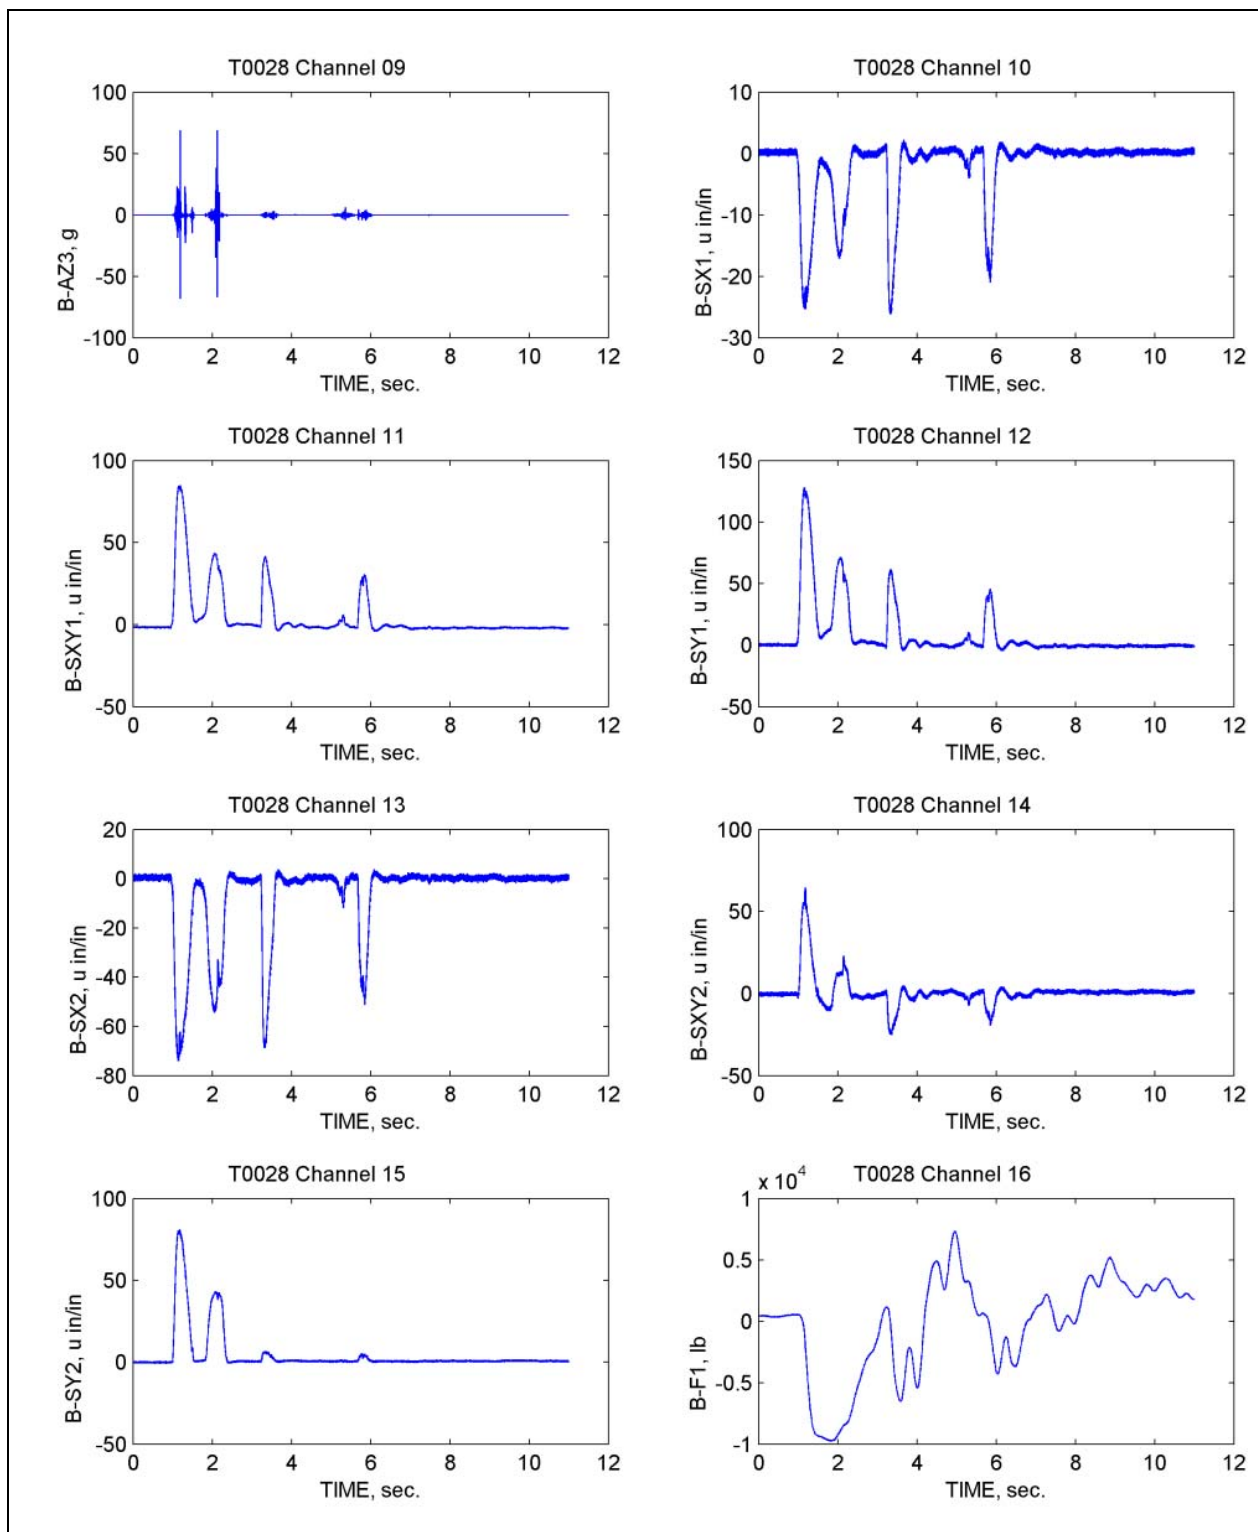 T0028 Channel 09
100
50
0
-50
-100
B-AZ3, g
0 2 4 6 8 10 12
TIME, sec.
T0028 Channel 10
10
0
-10
-20
-30
B-SX1, u in/in
0 2 4 6 8 10 12
TIME, sec.
T0028 Channel 11
100
50
0
-50
B-SXY1, u in/in
0 2 4 6 8 10 12
TIME, sec.
T0028 Channel 12
150
100
50
0
-50
B-SY1, u in/in
0 2 4 6 8 10 12
TIME, sec.
T0028 Channel 13
20
0
-20
-40
-60
-80
B-SX2, u in/in
0 2 4 6 8 10 12
TIME, sec.
T0028 Channel 14
100
50
0
-50
B-SXY2, u in/in
0 2 4 6 8 10 12
TIME, sec.
T0028 Channel 15
100
50
0
-50
B-SY2, u in/in
0 2 4 6 8 10 12
TIME, sec.
T0028 Channel 16
x 10⁴
1
0.5
0
-0.5
-1
B-F1, lb
0 2 4 6 8 10 12
TIME, sec.